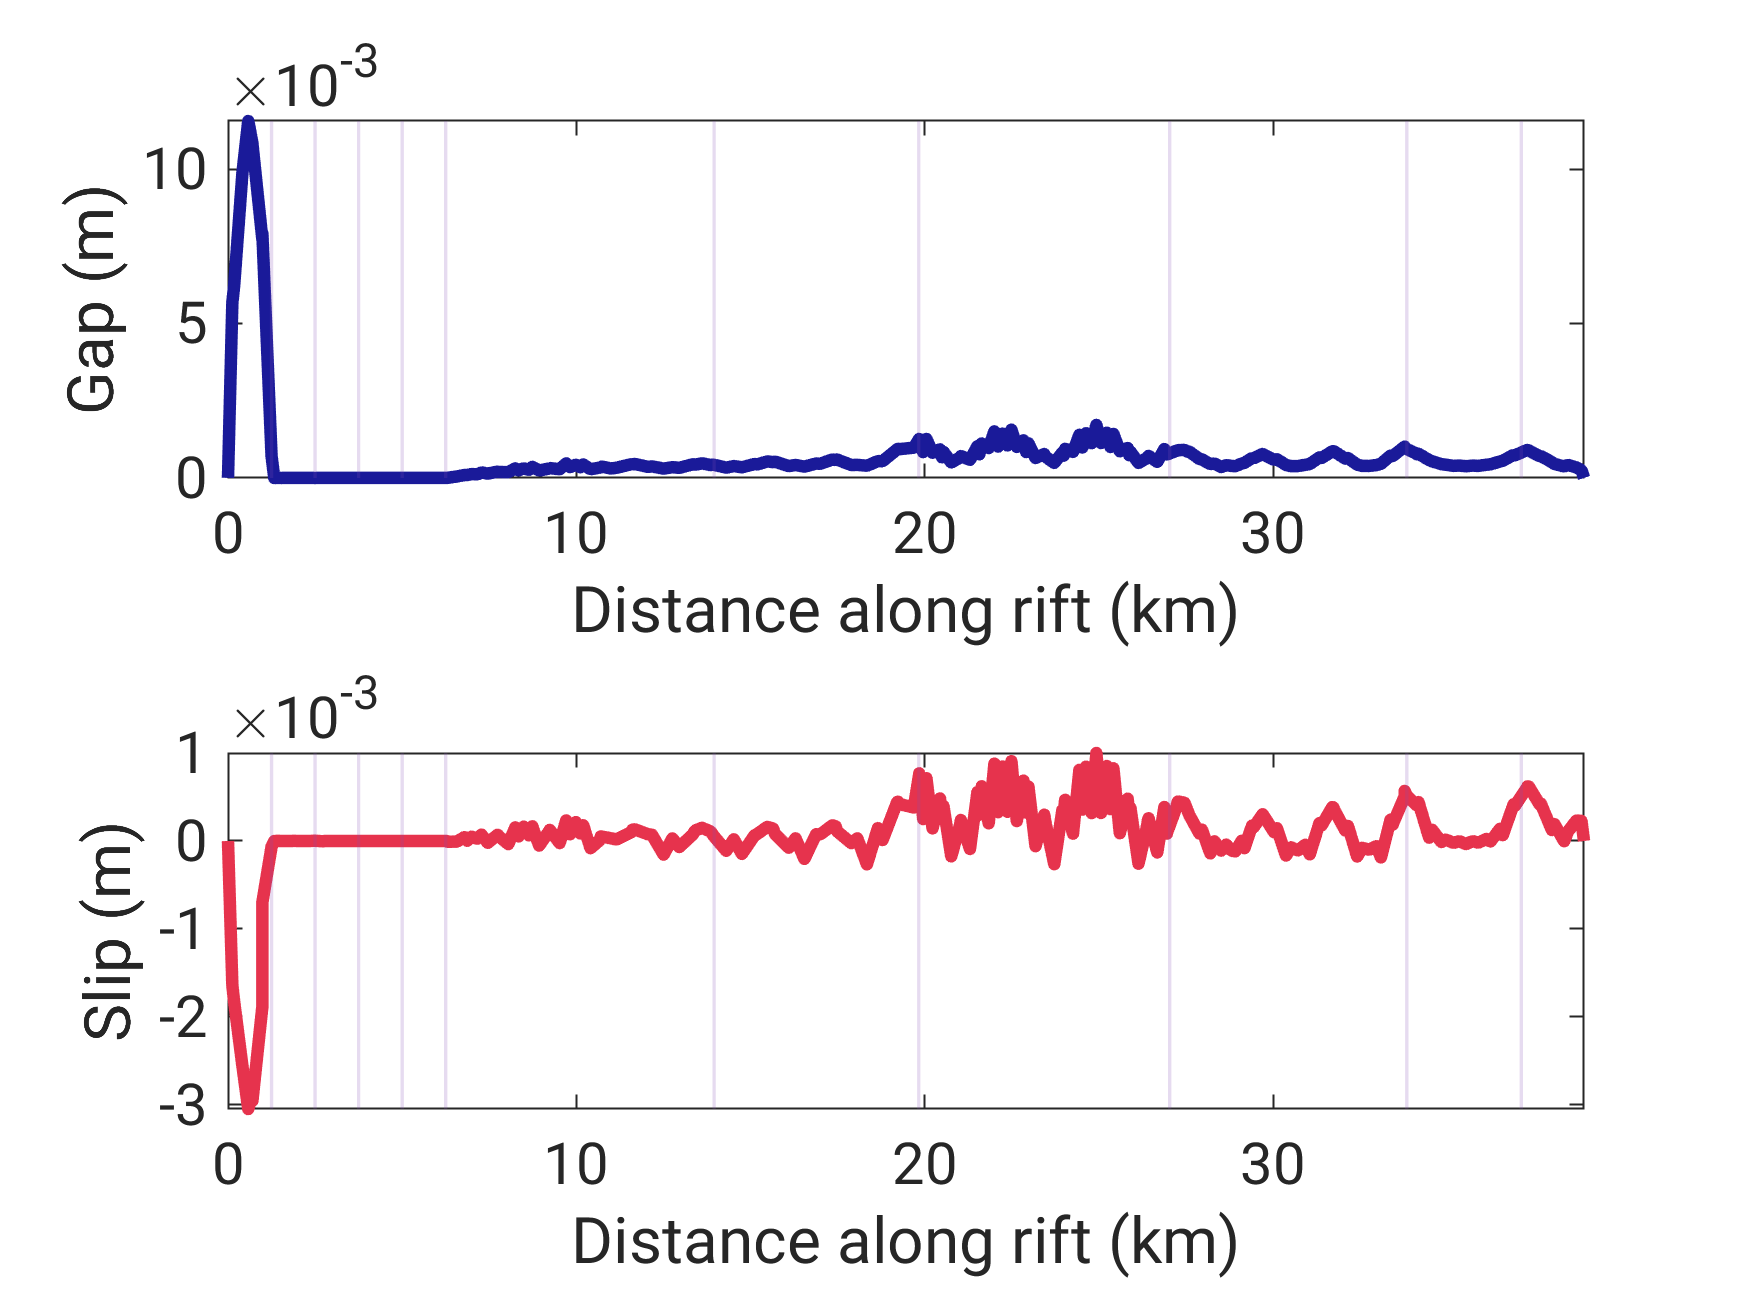 ×10-3
10
5
0
Gap (m)
0 10 20 30
Distance along rift (km)
×10-3
1
0
-1
-2
-3
Slip (m)
0 10 20 30
Distance along rift (km)